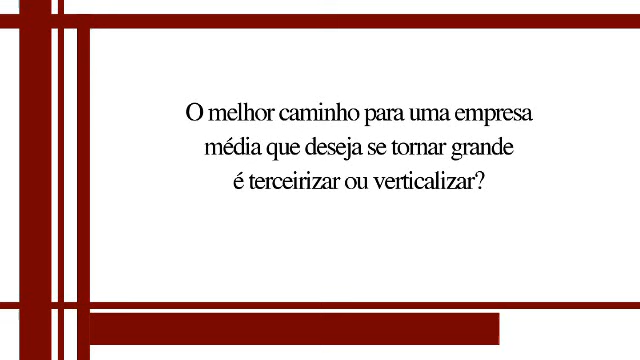 O melhor caminho para uma empresa
média que deseja se tornar grande
é terceirizar ou verticalizar?